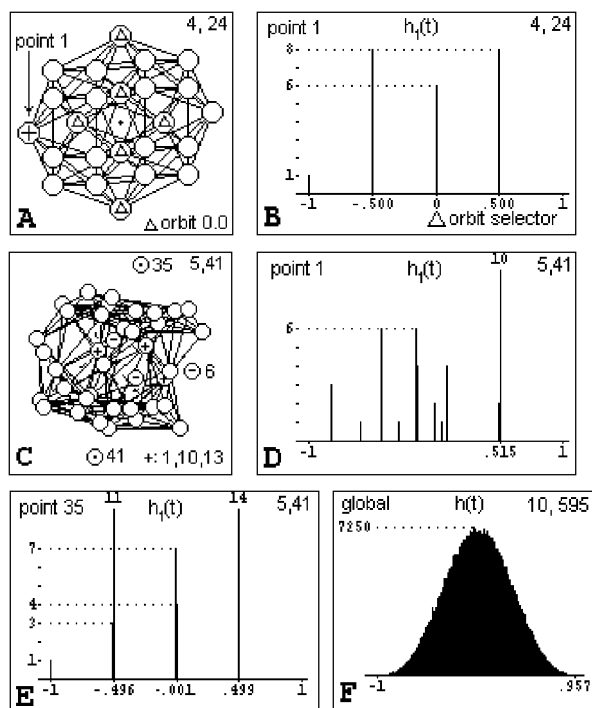 4, 24
point 1
A
△ orbit 0.0
point 1 h₁(t) 4, 24
8
6
1
-1 -.500 0 .500 1
B △ orbit selector
⊙ 35 5,41
⊖ 6
C ⊙ 41 +: 1,10,13
10
point 1 h₁(t) 5,41
6
D -1 .515 1
11 14
point 35 h₁(t) 5,41
7
4
3
1
-1 -.496 -.001 .499 1
E
global h(t) 10, 595
7250
-1 .957
F